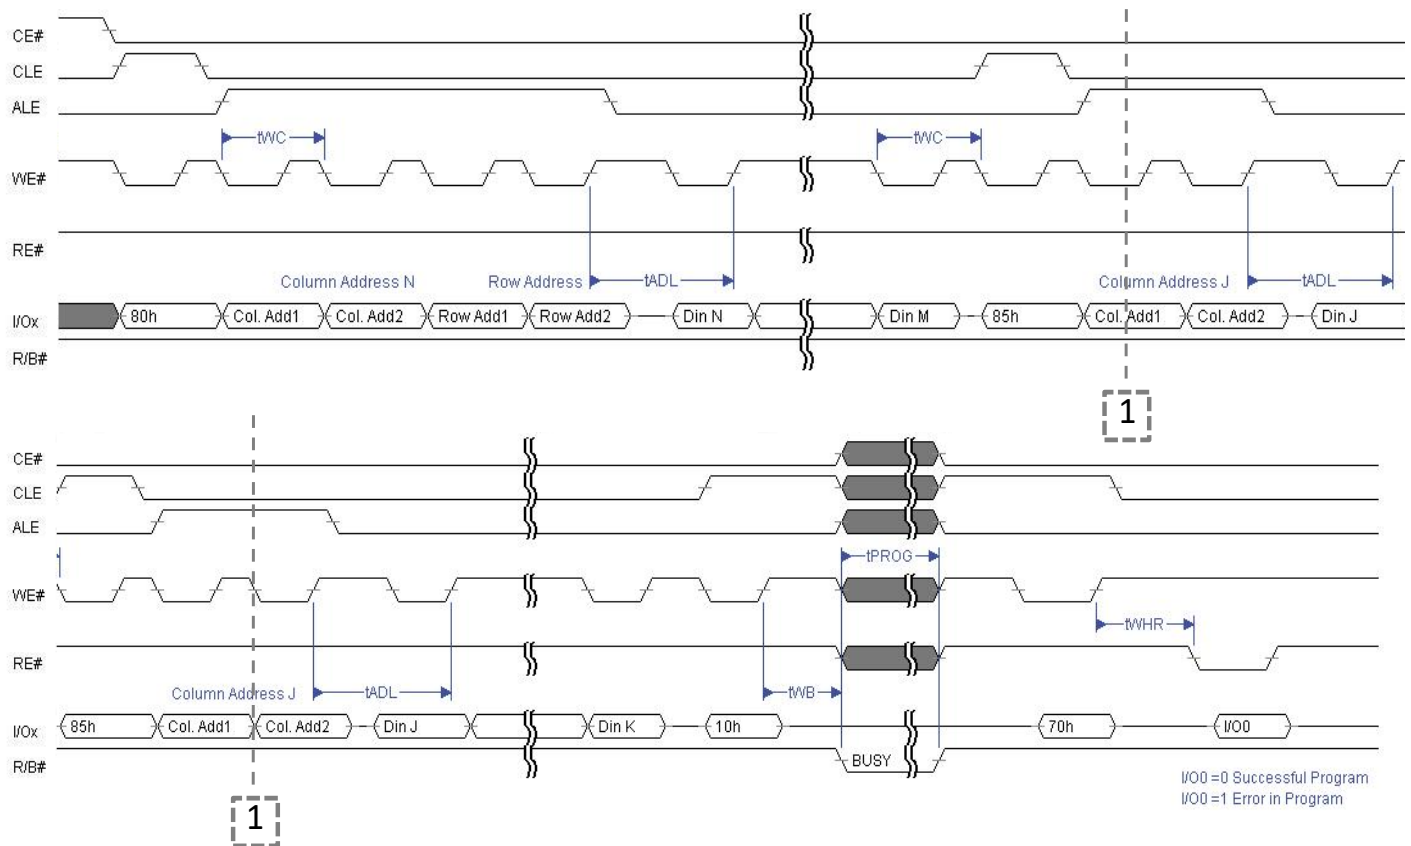 CE#
CLE
ALE
tWC tWC
WE#
RE#
Column Address N Row Address tADL Column Address J tADL
I/Ox 80h Col. Add1 Col. Add2 Row Add1 Row Add2 Din N Din M 85h Col. Add1 Col. Add2 Din J
R/B#
1
CE#
CLE
ALE
tPROG
WE#
tWHR
RE#
Column Address J tADL tWB
I/Ox 85h Col. Add1 Col. Add2 Din J Din K 10h 70h I/O0
R/B# BUSY
I/O0 =0 Successful Program
I/O0 =1 Error in Program
1